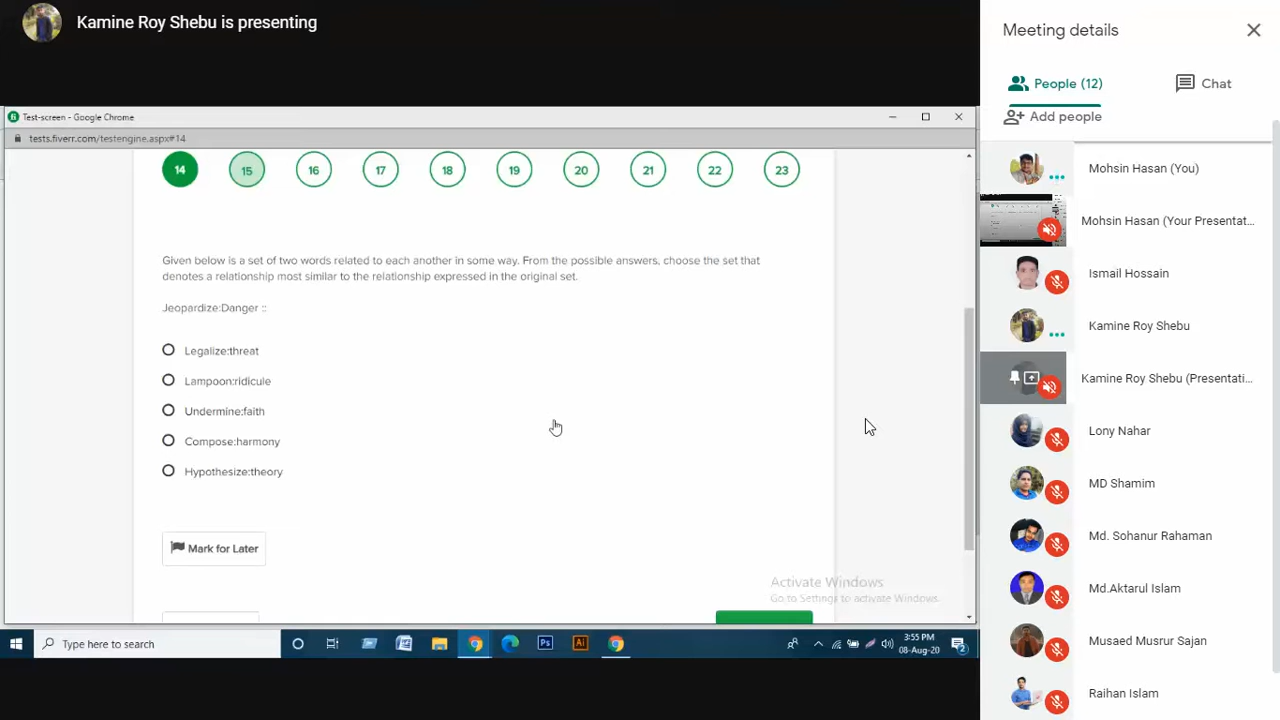 Kamine Roy Shebu is presenting
Test-screen - Google Chrome
tests.fiverr.com/testengine.aspx#14
14 15 16 17 18 19 20 21 22 23
Given below is a set of two words related to each another in some way. From the possible answers, choose the set that
denotes a relationship most similar to the relationship expressed in the original set.
Jeopardize:Danger ::
Legalize:threat
Lampoon:ridicule
Undermine:faith
Compose:harmony
Hypothesize:theory
Mark for Later
Activate Windows
Go to Settings to activate Windows.
Type here to search
Ps
Ai
3:55 PM
08-Aug-20
2
Meeting details
People (12)
Chat
Add people
Mohsin Hasan (You)
Mohsin Hasan (Your Presentat...
Ismail Hossain
Kamine Roy Shebu
Kamine Roy Shebu (Presentati...
Lony Nahar
MD Shamim
Md. Sohanur Rahaman
Md.Aktarul Islam
Musaed Musrur Sajan
Raihan Islam